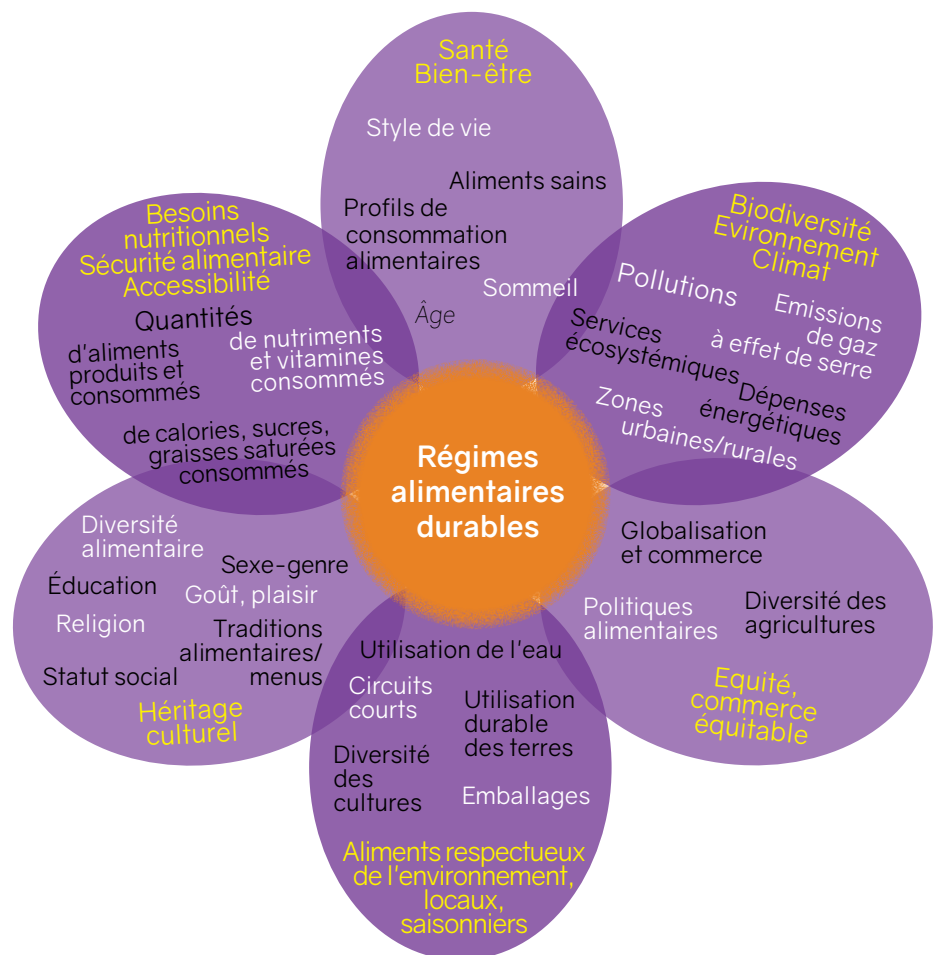 Santé
Bien-être
Style de vie
Aliments sains
Profils de
consommation
alimentaires
Sommeil
Âge
Biodiversité
Evironnement
Climat
Pollutions
Emissions
de gaz
à effet de serre
Services
écosystémiques
Dépenses
énergétiques
Zones
urbaines/rurales
Besoins
nutritionnels
Sécurité alimentaire
Accessibilité
Quantités
d'aliments
produits et
consommés
de nutriments
et vitamines
consommés
de calories, sucres,
graisses saturées
consommés
Régimes
alimentaires
durables
Diversité
alimentaire
Sexe-genre
Éducation
Goût, plaisir
Religion
Traditions
alimentaires/
menus
Statut social
Héritage
culturel
Globalisation
et commerce
Politiques
alimentaires
Diversité des
agricultures
Equité,
commerce
équitable
Utilisation de l'eau
Circuits
courts
Utilisation
durable
des terres
Diversité
des
cultures
Emballages
Aliments respectueux
de l'environnement,
locaux,
saisonniers